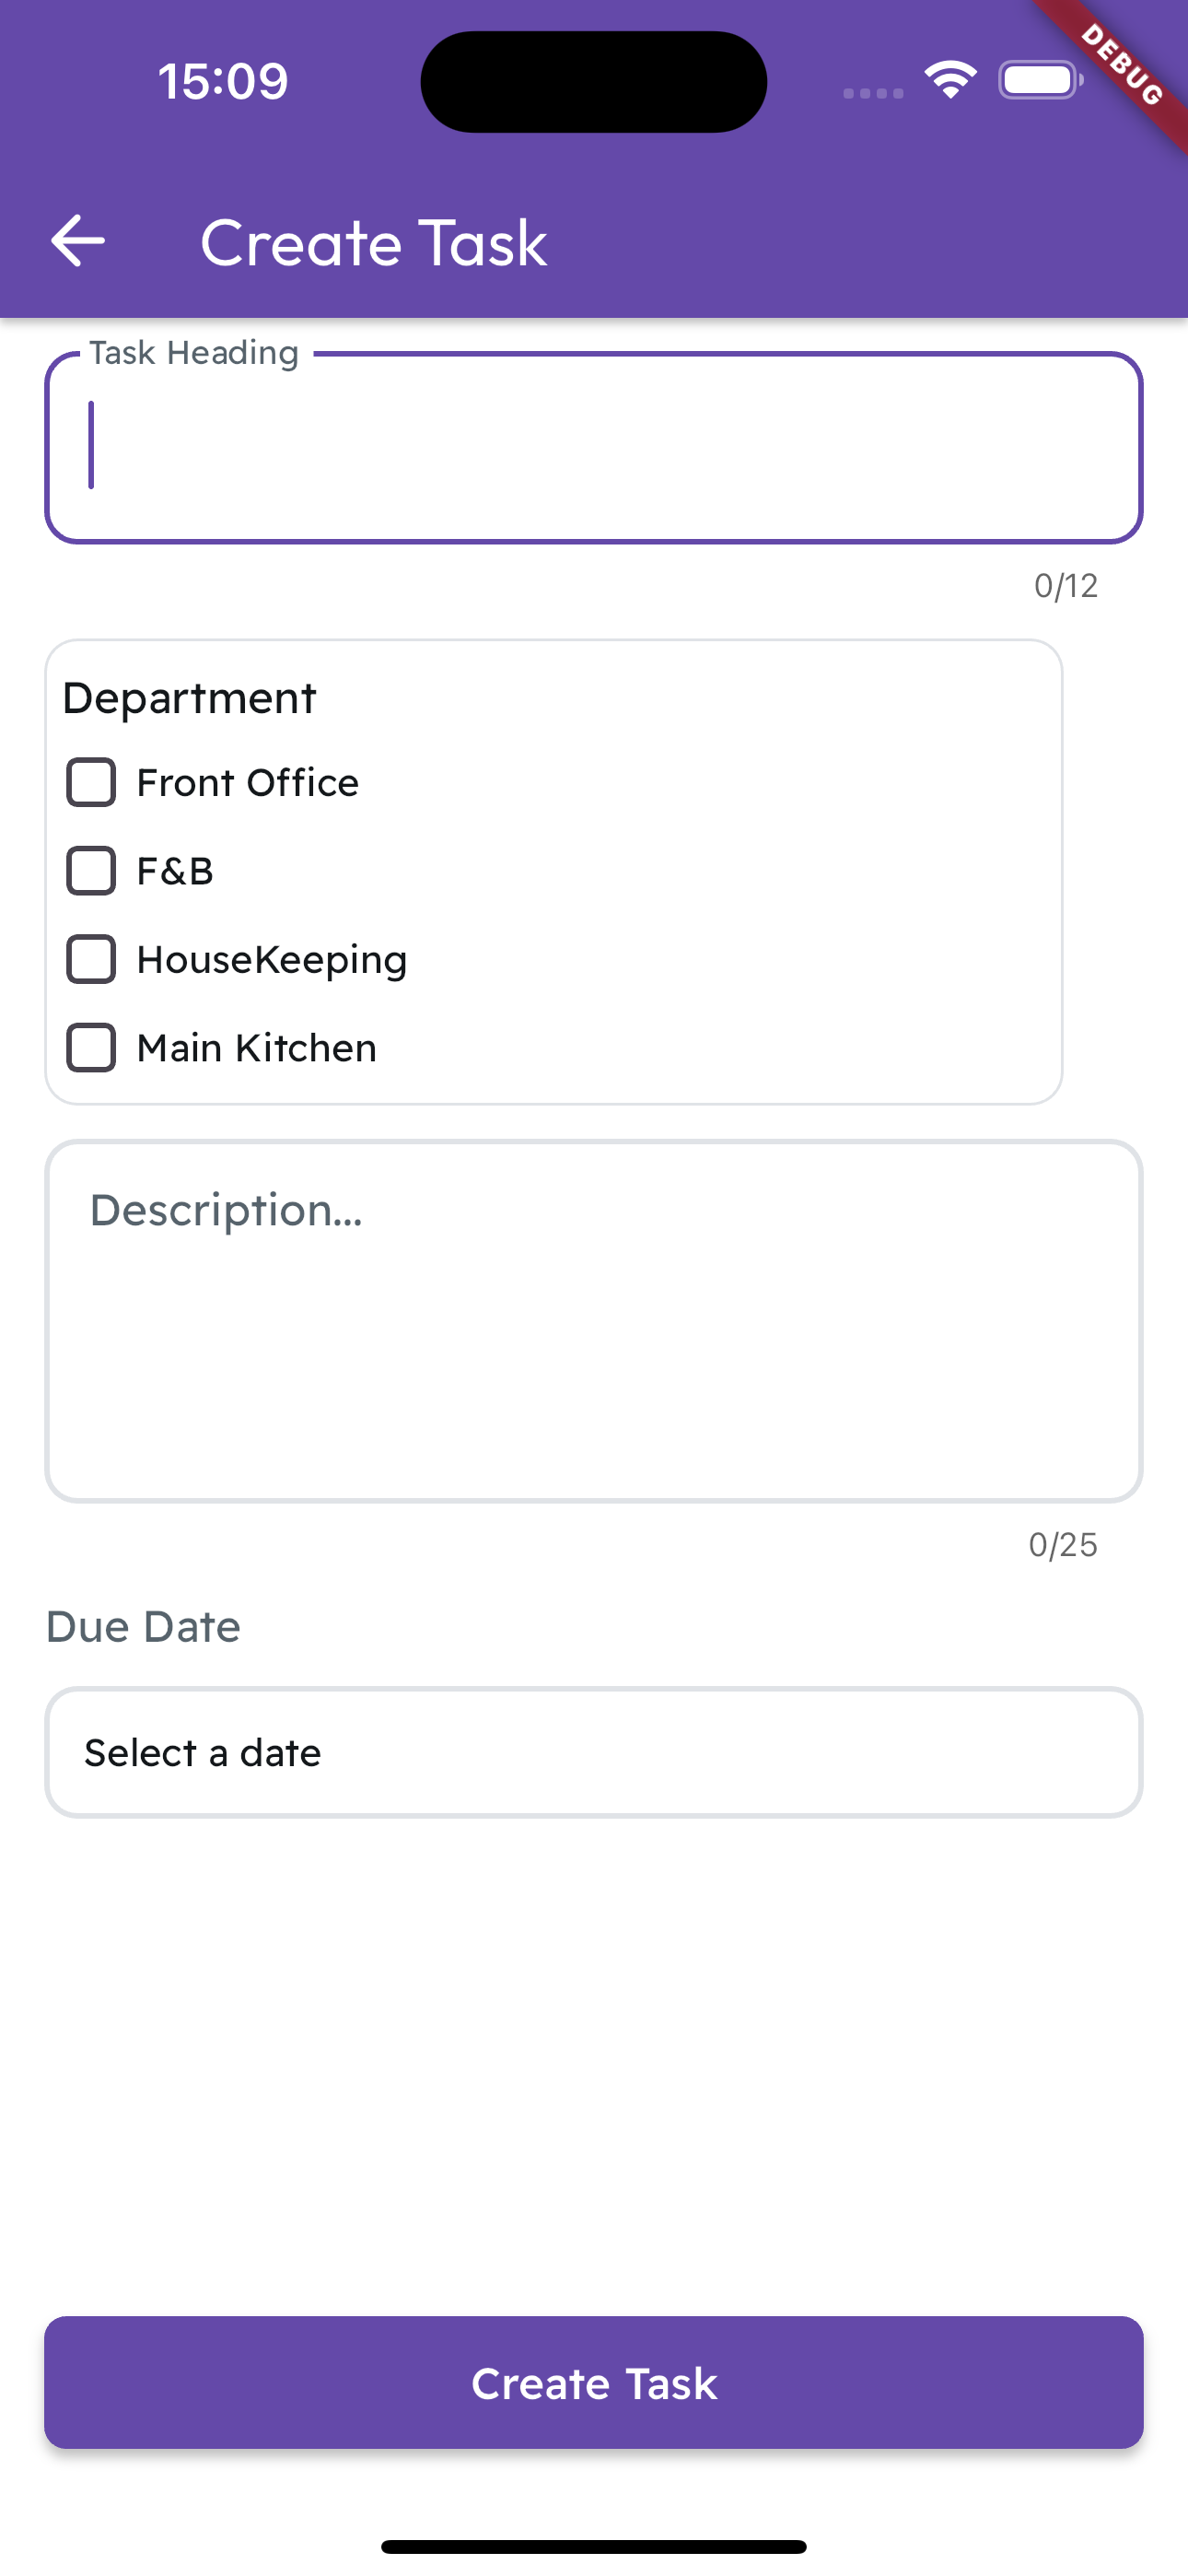 15:09
DEBUG
Create Task
Task Heading
0/12
Department
Front Office
F&B
HouseKeeping
Main Kitchen
Description...
0/25
Due Date
Select a date
Create Task